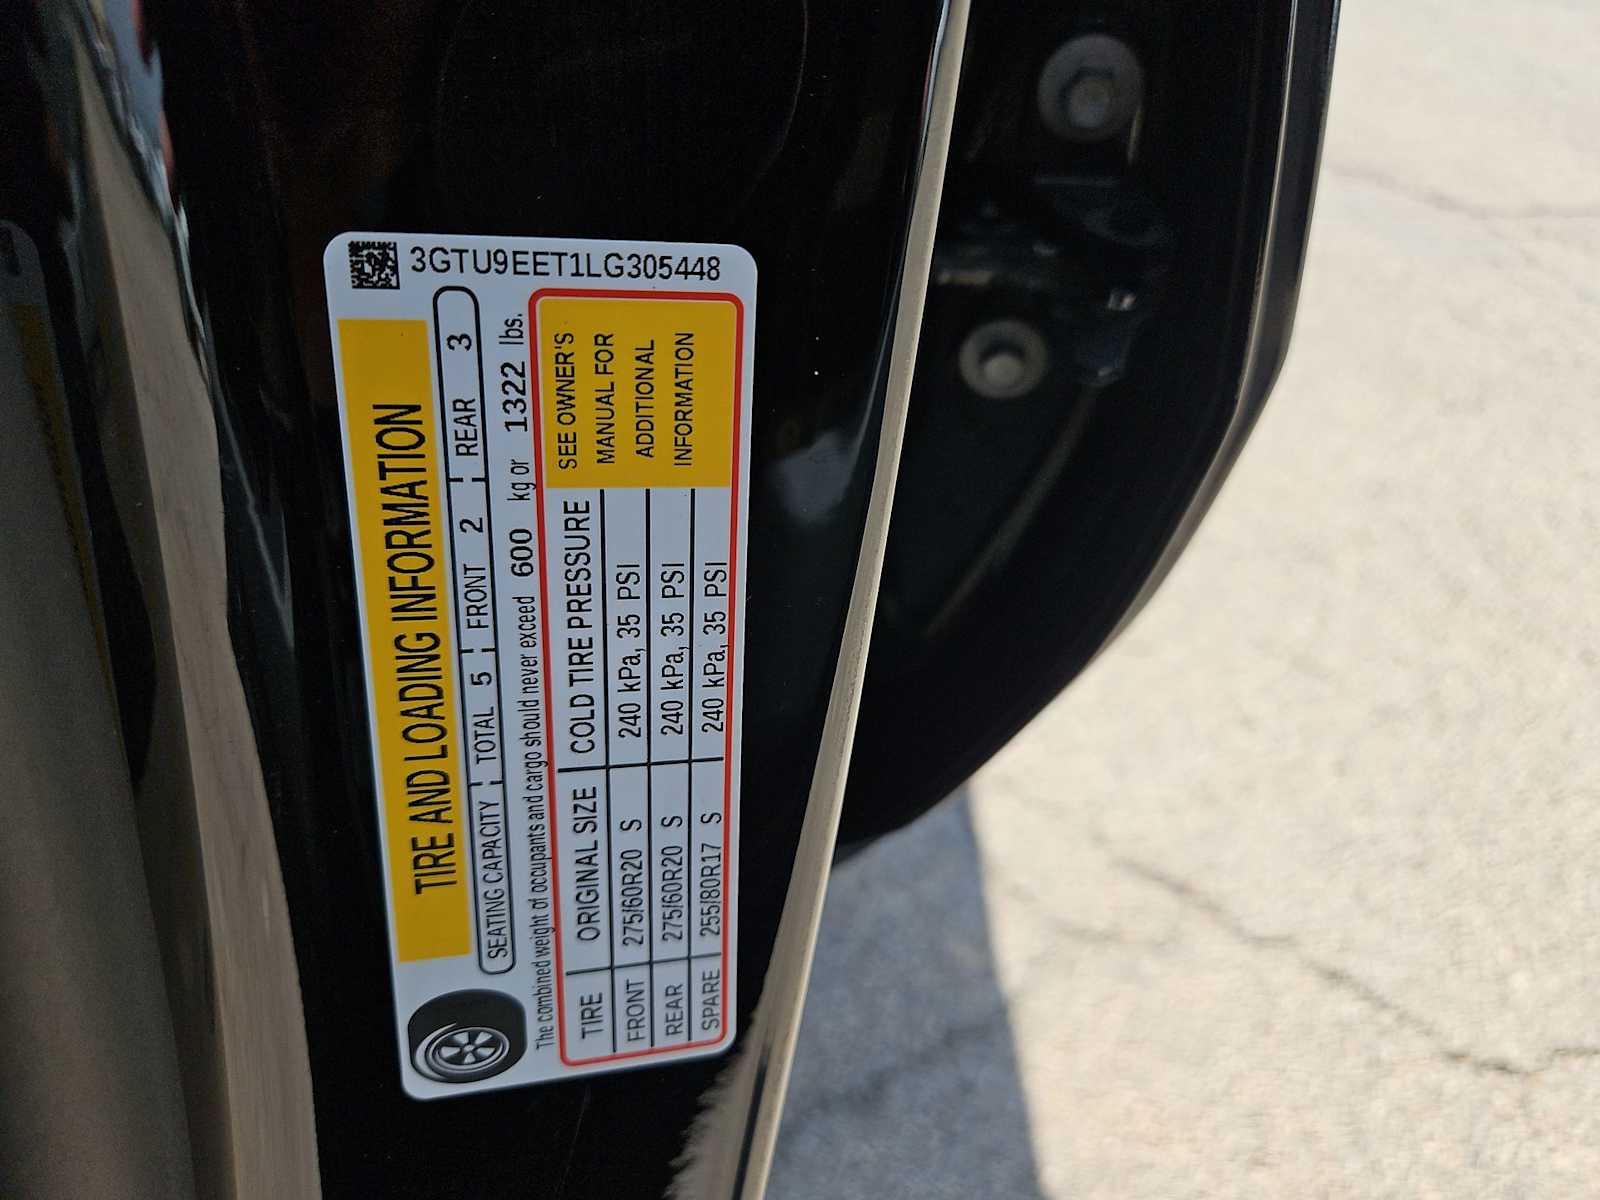 3GTU9EET1LG305448
TIRE AND LOADING INFORMATION
SEATING CAPACITY TOTAL 5 FRONT 2 REAR 3
The combined weight of occupants and cargo should never exceed 600 kg or 1322 lbs.
TIRE ORIGINAL SIZE COLD TIRE PRESSURE
FRONT 275/60R20 S 240 kPa, 35 PSI
REAR 275/60R20 S 240 kPa, 35 PSI
SPARE 255/80R17 S 240 kPa, 35 PSI
SEE OWNER'S
MANUAL FOR
ADDITIONAL
INFORMATION